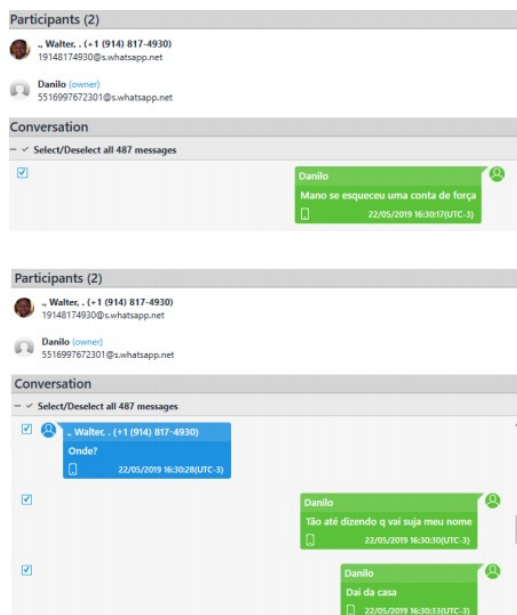 Participants (2)
., Walter, . (+1 (914) 817-4930)
19148174930@s.whatsapp.net
Danilo (owner)
5516997672301@s.whatsapp.net
Conversation
Select/Deselect all 487 messages
Danilo
Mano se esqueceu uma conta de força
22/05/2019 16:30:17(UTC-3)
Participants (2)
., Walter, . (+1 (914) 817-4930)
19148174930@s.whatsapp.net
Danilo (owner)
5516997672301@s.whatsapp.net
Conversation
Select/Deselect all 487 messages
., Walter, . (+1 (914) 817-4930)
Onde?
22/05/2019 16:30:28(UTC-3)
Danilo
Tão até dizendo q vai suja meu nome
22/05/2019 16:30:30(UTC-3)
Danilo
Dai da casa
22/05/2019 16:30:33(UTC-3)